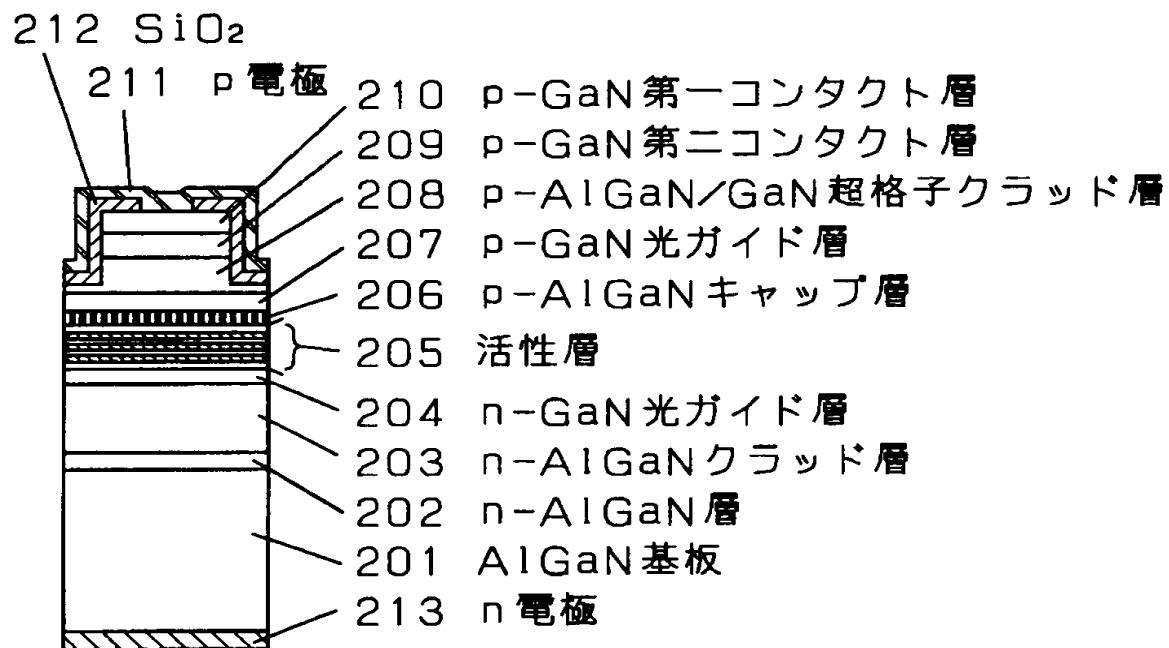 212 SiO₂
211 p電極
210 p-GaN第一コンタクト層
209 p-GaN第二コンタクト層
208 p-AlGaN/GaN超格子クラッド層
207 p-GaN光ガイド層
206 p-AlGaNキャップ層
205 活性層
204 n-GaN光ガイド層
203 n-AlGaNクラッド層
202 n-AlGaN層
201 AlGaN基板
213 n電極